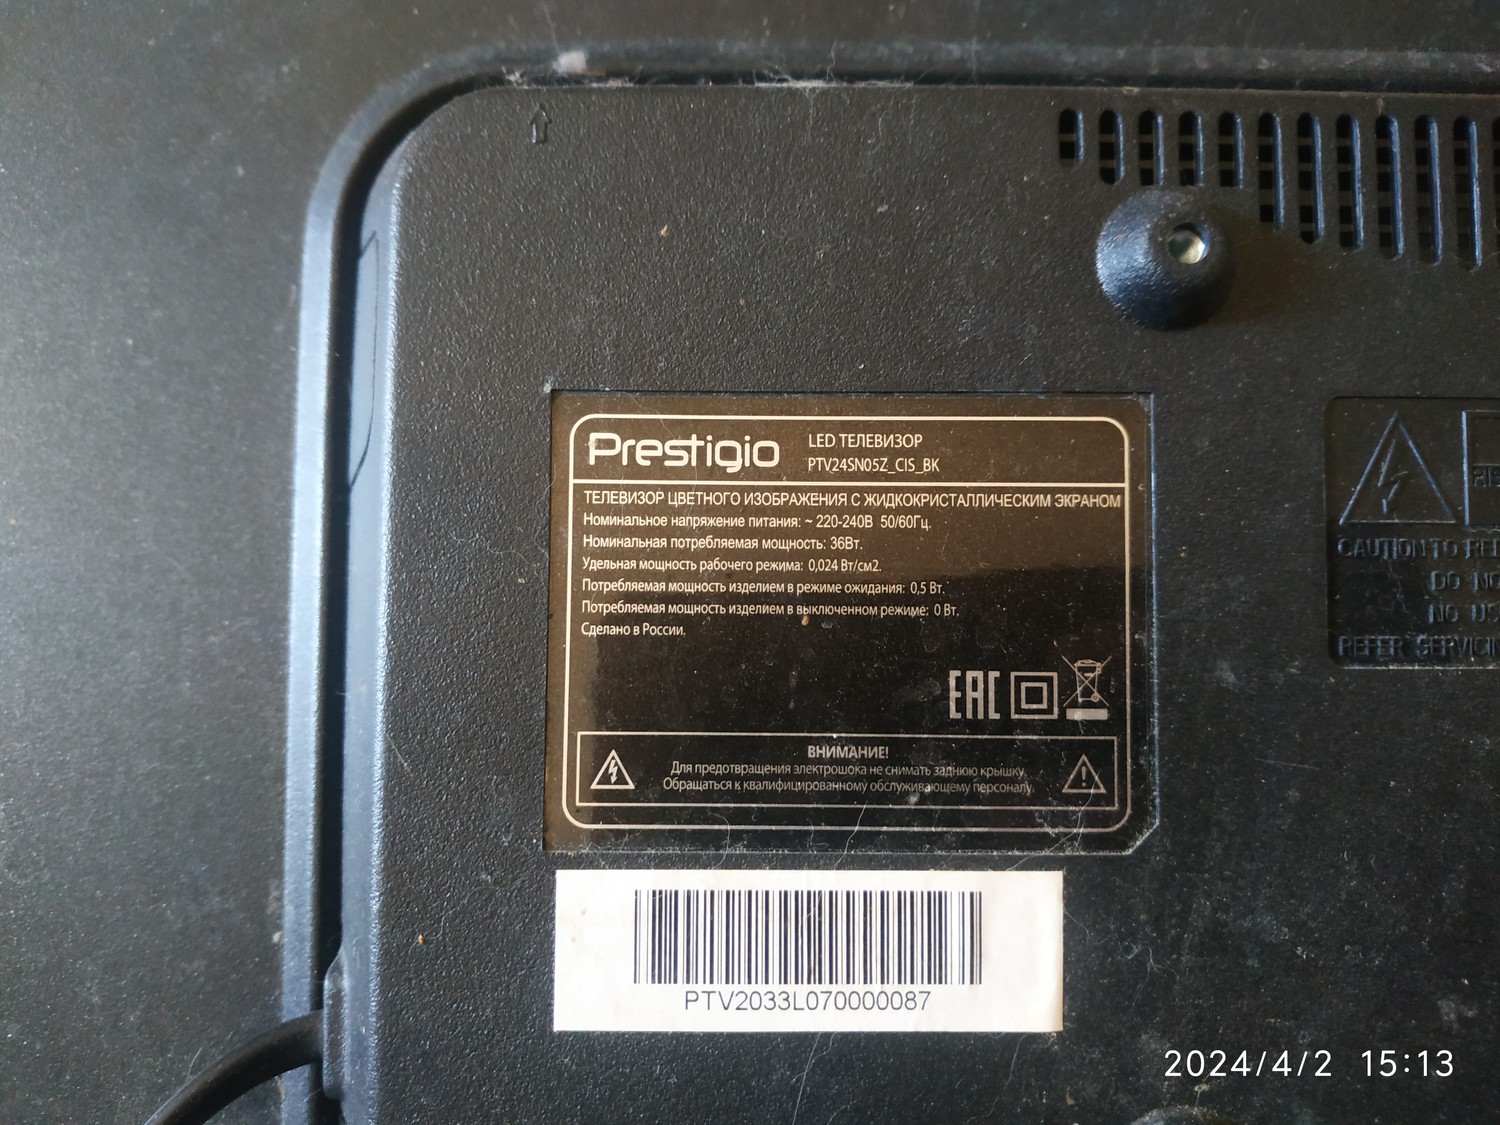 Prestigio
LED ТЕЛЕВИЗОР
PTV24SN05Z_CIS_BK
ТЕЛЕВИЗОР ЦВЕТНОГО ИЗОБРАЖЕНИЯ С ЖИДКОКРИСТАЛЛИЧЕСКИМ ЭКРАНОМ
Номинальное напряжение питания: ~ 220-240В 50/60Гц.
Номинальная потребляемая мощность: 36Вт.
Удельная мощность рабочего режима: 0,024 Вт/см2.
Потребляемая мощность изделием в режиме ожидания: 0,5 Вт.
Потребляемая мощность изделием в выключенном режиме: 0 Вт.
Сделано в России.
EAC
ВНИМАНИЕ!
Для предотвращения электрошока не снимать заднюю крышку.
Обращаться к квалифицированному обслуживающему персоналу.
PTV2033L070000087
CAUTION TO
DO
NO
REFER
2024/4/2 15:13